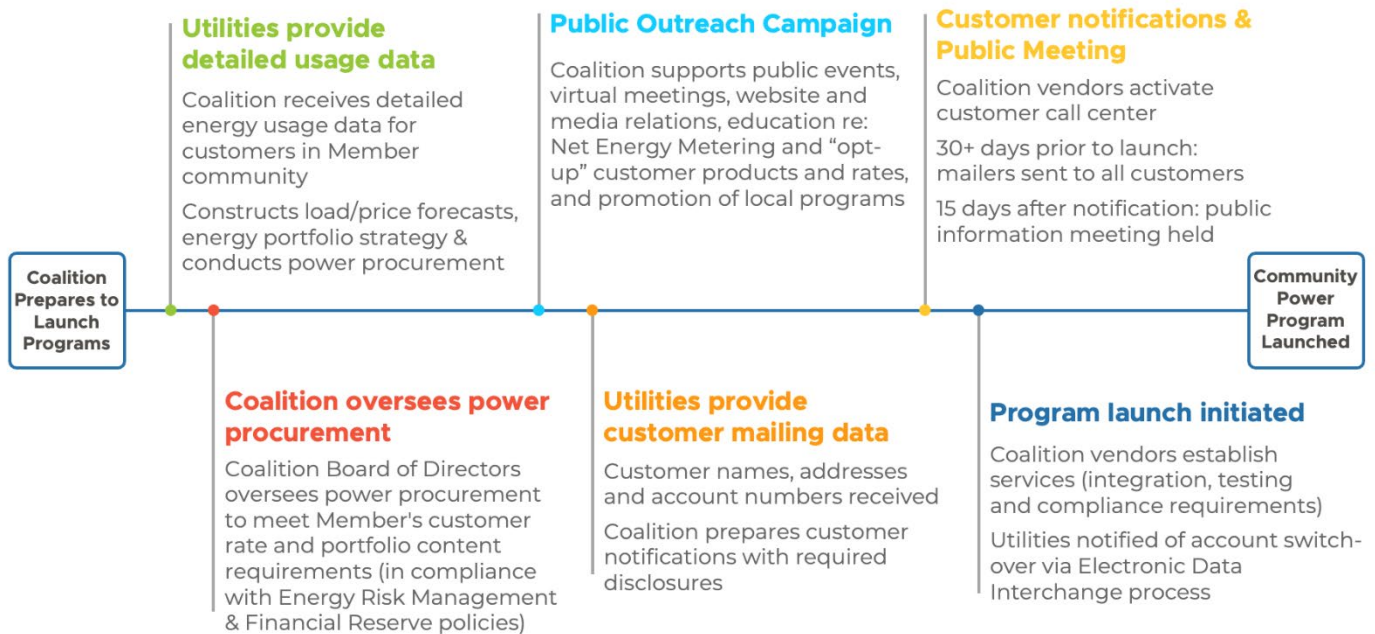 Utilities provide
detailed usage data
Coalition receives detailed
energy usage data for
customers in Member
community
Constructs load/price forecasts,
energy portfolio strategy &
conducts power procurement
Public Outreach Campaign
Coalition supports public events,
virtual meetings, website and
media relations, education re:
Net Energy Metering and “opt-
up” customer products and rates,
and promotion of local programs
Customer notifications &
Public Meeting
Coalition vendors activate
customer call center
30+ days prior to launch:
mailers sent to all customers
15 days after notification: public
information meeting held
Coalition
Prepares to
Launch
Programs
Community
Power
Program
Launched
Coalition oversees power
procurement
Coalition Board of Directors
oversees power procurement
to meet Member's customer
rate and portfolio content
requirements (in compliance
with Energy Risk Management
& Financial Reserve policies)
Utilities provide
customer mailing data
Customer names, addresses
and account numbers received
Coalition prepares customer
notifications with required
disclosures
Program launch initiated
Coalition vendors establish
services (integration, testing
and compliance requirements)
Utilities notified of account switch-
over via Electronic Data
Interchange process